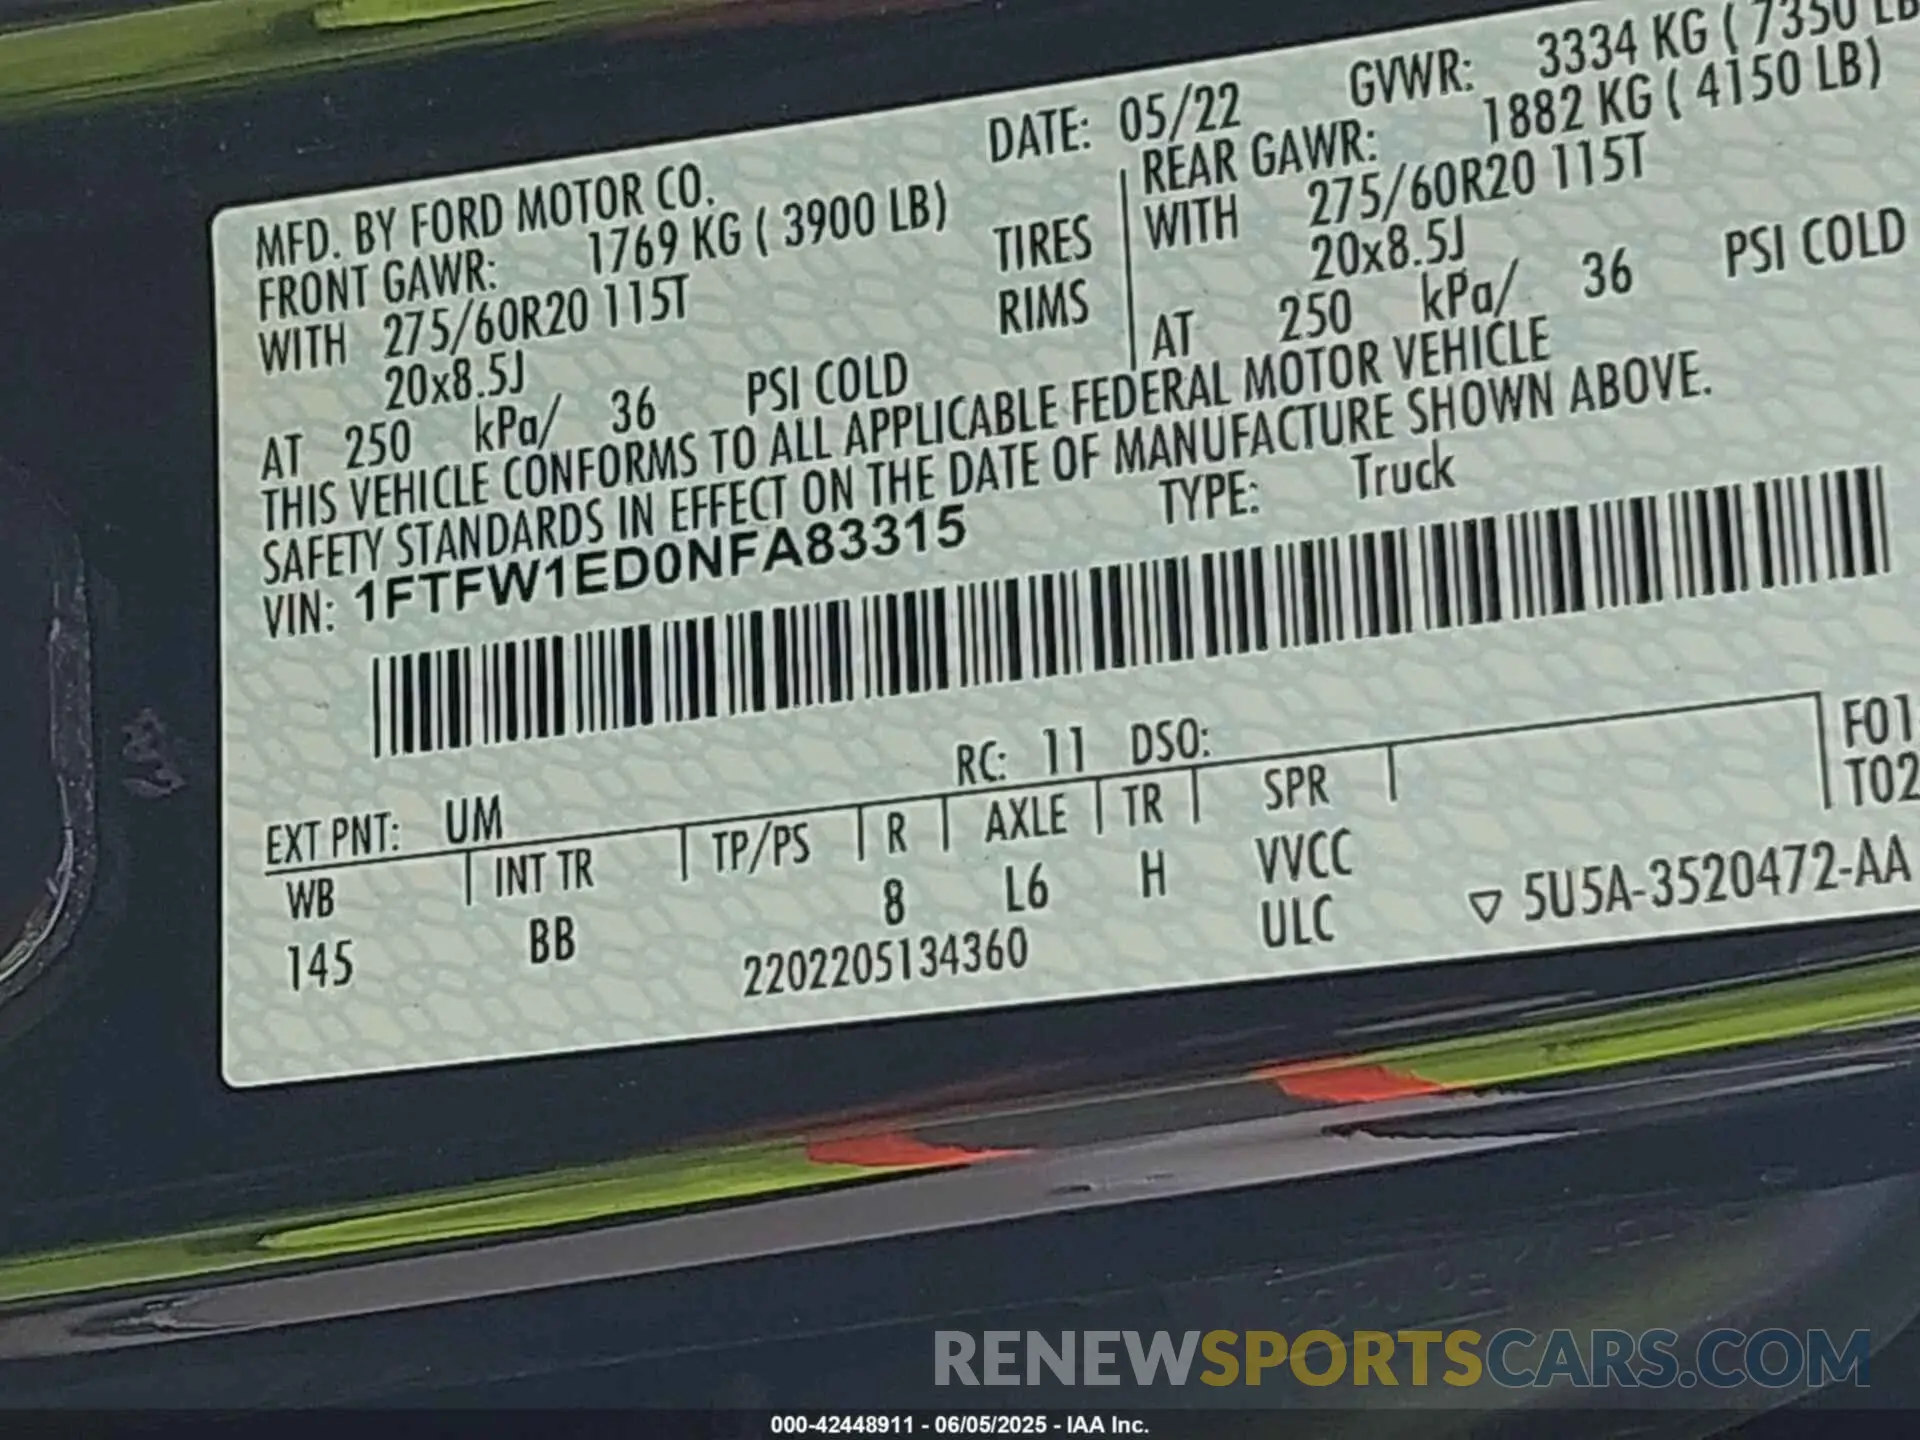 DATE: 05/22 GVWR: 3334 KG ( 7350 LB
MFD. BY FORD MOTOR CO.
FRONT GAWR: 1769 KG ( 3900 LB) REAR GAWR: 1882 KG ( 4150 LB)
WITH 275/60R20 115T TIRES WITH 275/60R20 115T
20x8.5J RIMS 20x8.5J
AT 250 kPa/ 36 PSI COLD AT 250 kPa/ 36 PSI COLD
THIS VEHICLE CONFORMS TO ALL APPLICABLE FEDERAL MOTOR VEHICLE
SAFETY STANDARDS IN EFFECT ON THE DATE OF MANUFACTURE SHOWN ABOVE.
VIN: 1FTFW1ED0NFA83315 TYPE: Truck
EXT PNT: UM RC: 11 DSO: F01
WB INT TR TP/PS R AXLE TR SPR T02
145 BB 8 L6 H VVCC
2202205134360 ULC ▽ 5U5A-3520472-AA
RENEWSPORTSCARS.COM
000-42448911 - 06/05/2025 - IAA Inc.